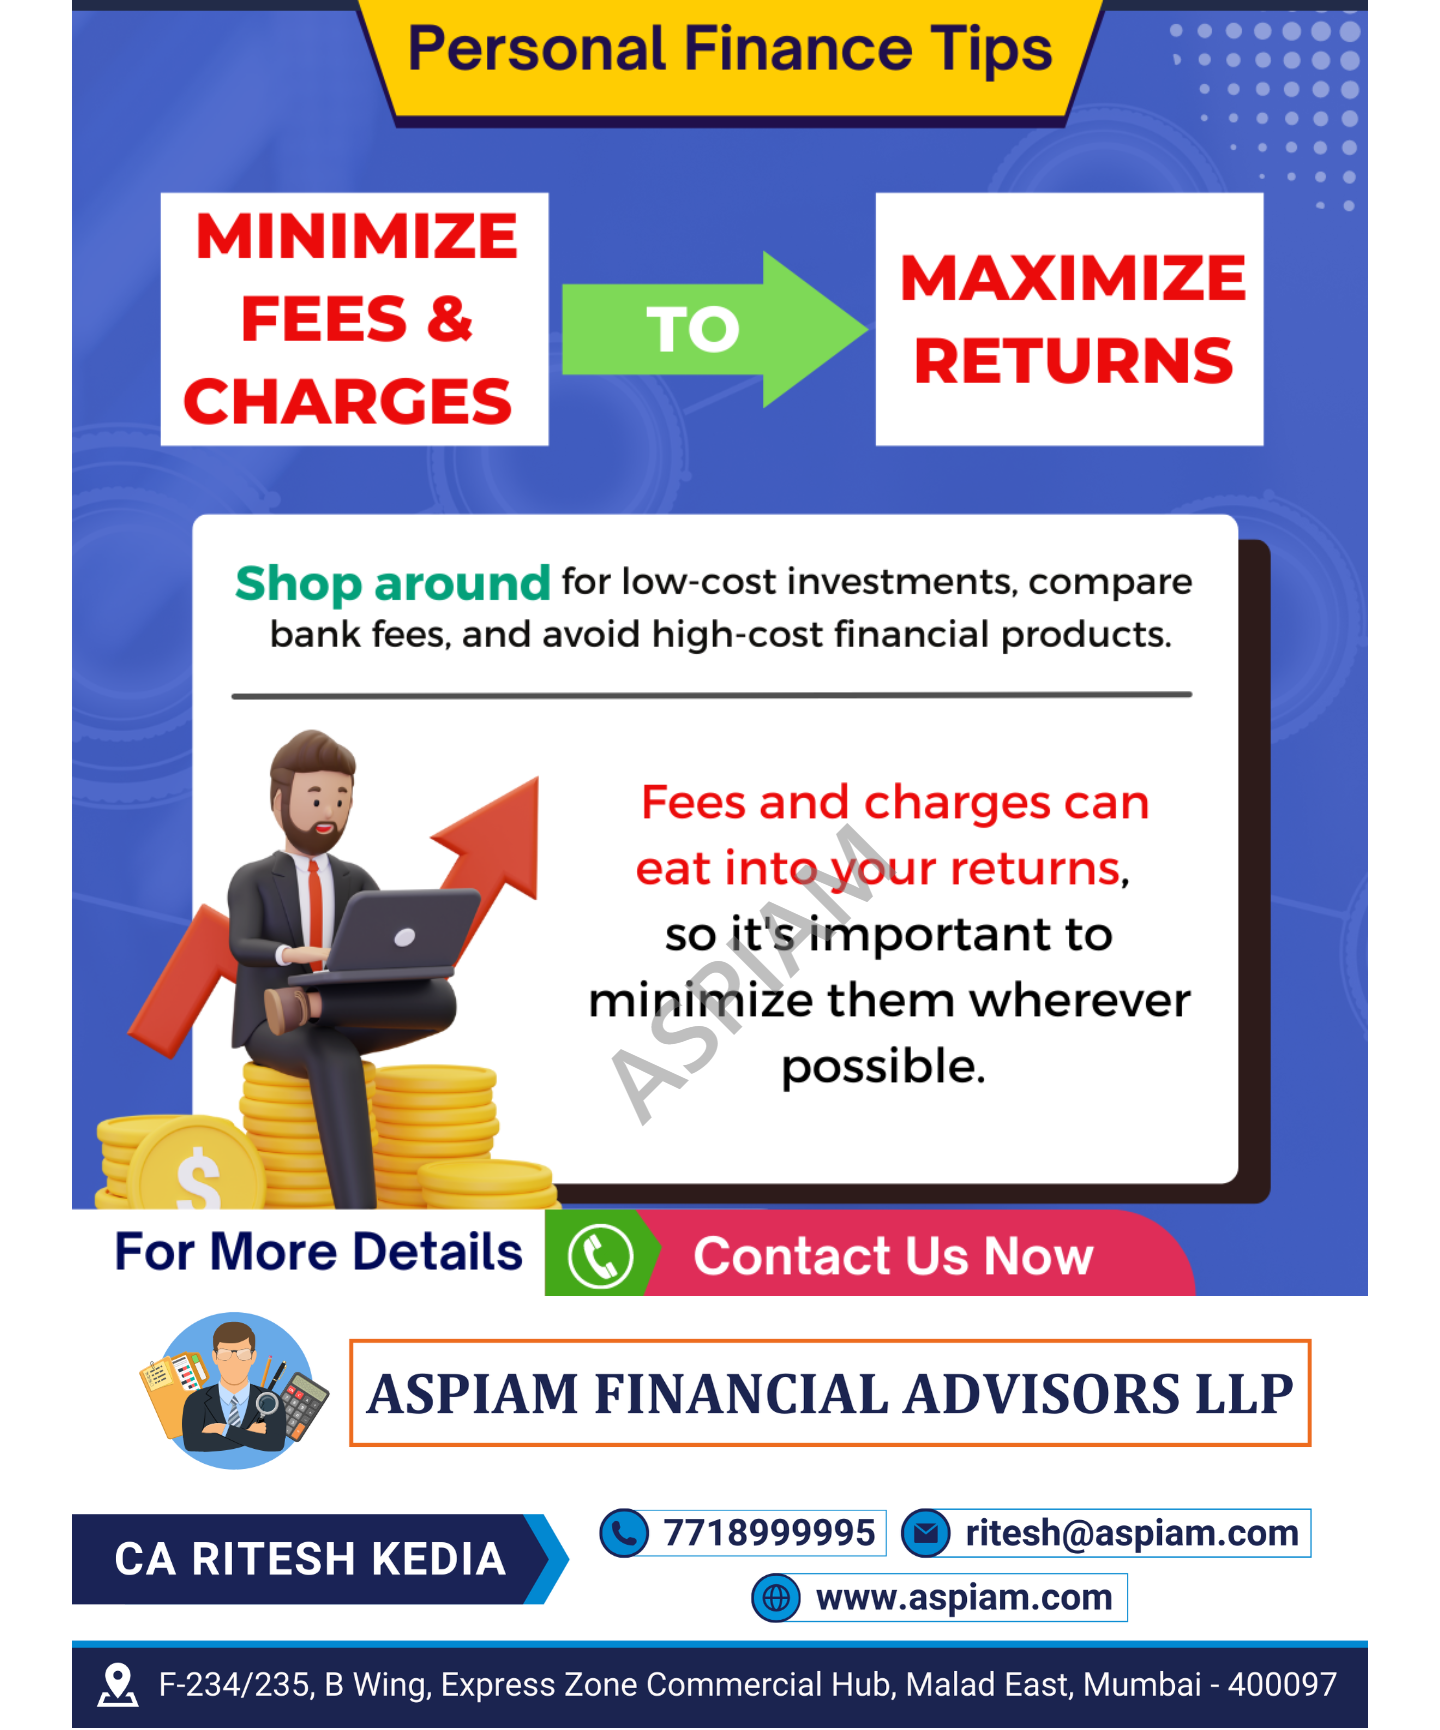 Personal Finance Tips
MINIMIZE
FEES &
CHARGES
TO
MAXIMIZE
RETURNS
Shop around for low-cost investments, compare
bank fees, and avoid high-cost financial products.
Fees and charges can
eat into your returns,
so it's important to
minimize them wherever
possible.
ASPIAM
$
For More Details
Contact Us Now
ASPIAM FINANCIAL ADVISORS LLP
CA RITESH KEDIA
7718999995
ritesh@aspiam.com
www.aspiam.com
F-234/235, B Wing, Express Zone Commercial Hub, Malad East, Mumbai - 400097